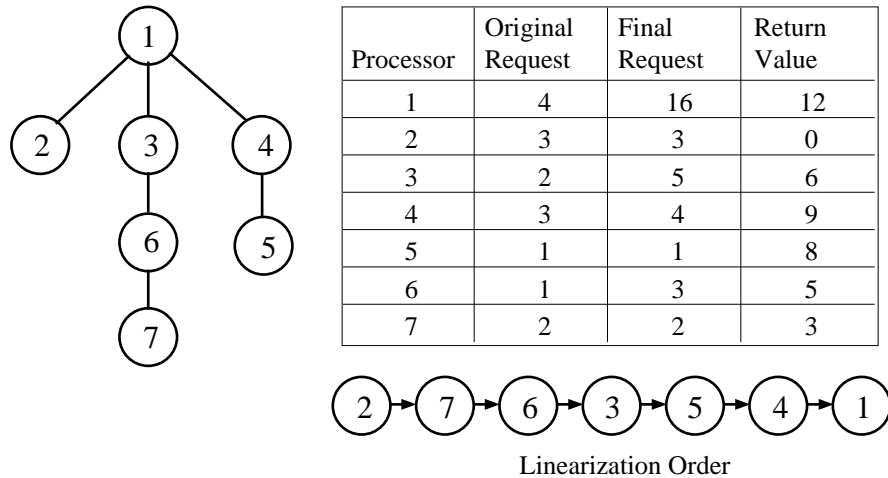 1
2 3 4
6 5
7
Processor Original Request Final Request Return Value
1 4 16 12
2 3 3 0
3 2 5 6
4 3 4 9
5 1 1 8
6 1 3 5
7 2 2 3
2 7 6 3 5 4 1
Linearization Order